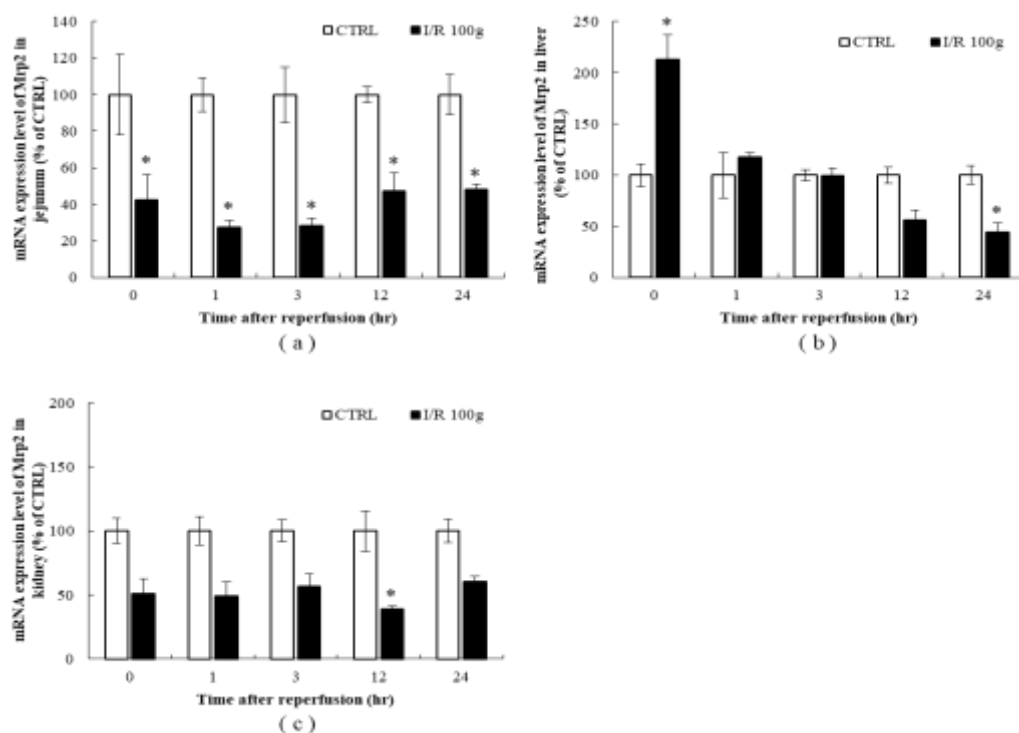 mRNA expression level of Mrp2 in
jejunum (% of CTRL)
140
120
100
80
60
40
20
0
CTRL I/R 100g
* * * * *
0 1 3 12 24
Time after reperfusion (hr)
( a )
mRNA expression level of Mrp2 in liver
(% of CTRL)
250
200
150
100
50
0
CTRL I/R 100g
* *
0 1 3 12 24
Time after reperfusion (hr)
( b )
mRNA expression level of Mrp2 in
kidney (% of CTRL)
200
150
100
50
0
CTRL I/R 100g
*
0 1 3 12 24
Time after reperfusion (hr)
( c )